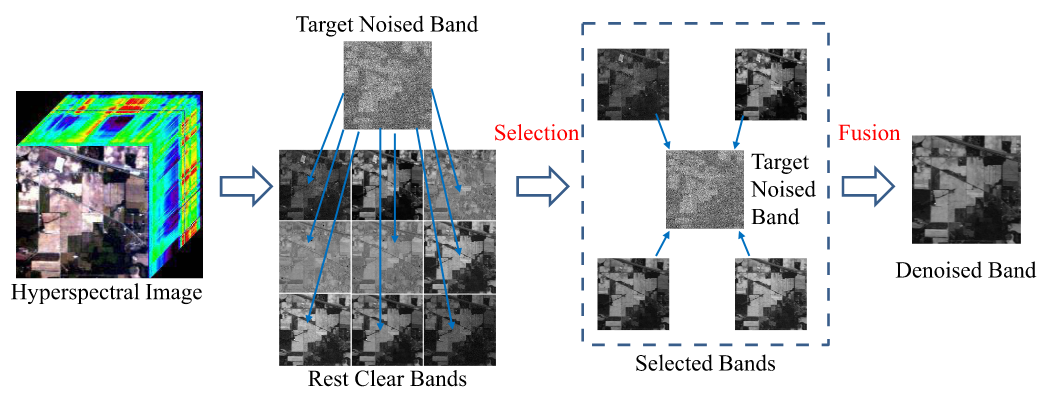 Target Noised Band
Selection
Fusion
Target
Noised
Band
Hyperspectral Image
Rest Clear Bands
Selected Bands
Denoised Band